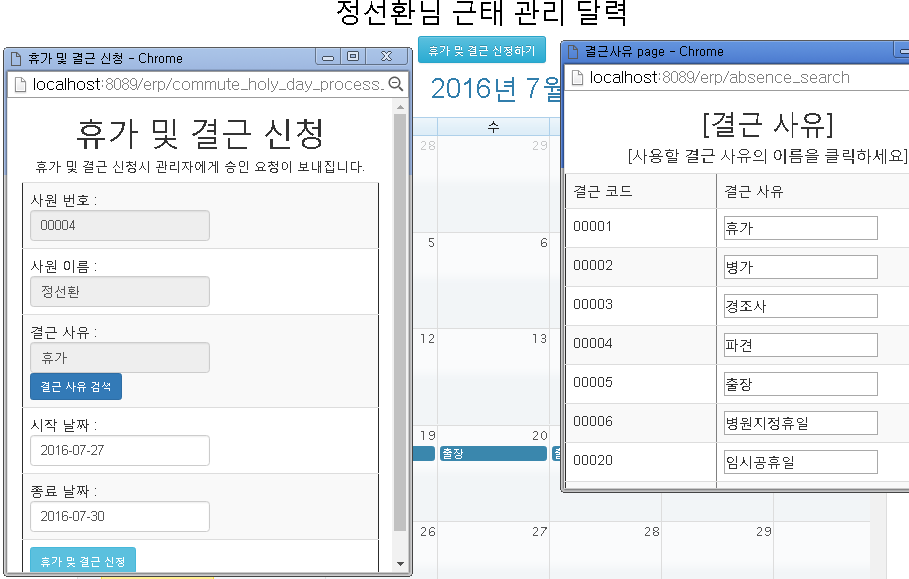 정선환님 근태 관리 달력
휴가 및 결근 신청 - Chrome
localhost:8089/erp/commute_holy_day_process_
휴가 및 결근 신청
휴가 및 결근 신청시 관리자에게 승인 요청이 보내집니다.
사원 번호 :
00004
사원 이름 :
정선환
결근 사유 :
휴가
결근 사유 검색
시작 날짜 :
2016-07-27
종료 날짜 :
2016-07-30
휴가 및 결근 신청
휴가 및 결근 신청하기
2016년 7월
수
28 29
5 6
12 13
19 20
출장
26 27 28 29
결근사유 page - Chrome
localhost:8089/erp/absence_search
[결근 사유]
[사용할 결근 사유의 이름을 클릭하세요]
결근 코드 결근 사유
00001 휴가
00002 병가
00003 경조사
00004 파견
00005 출장
00006 병원지정휴일
00020 임시공휴일